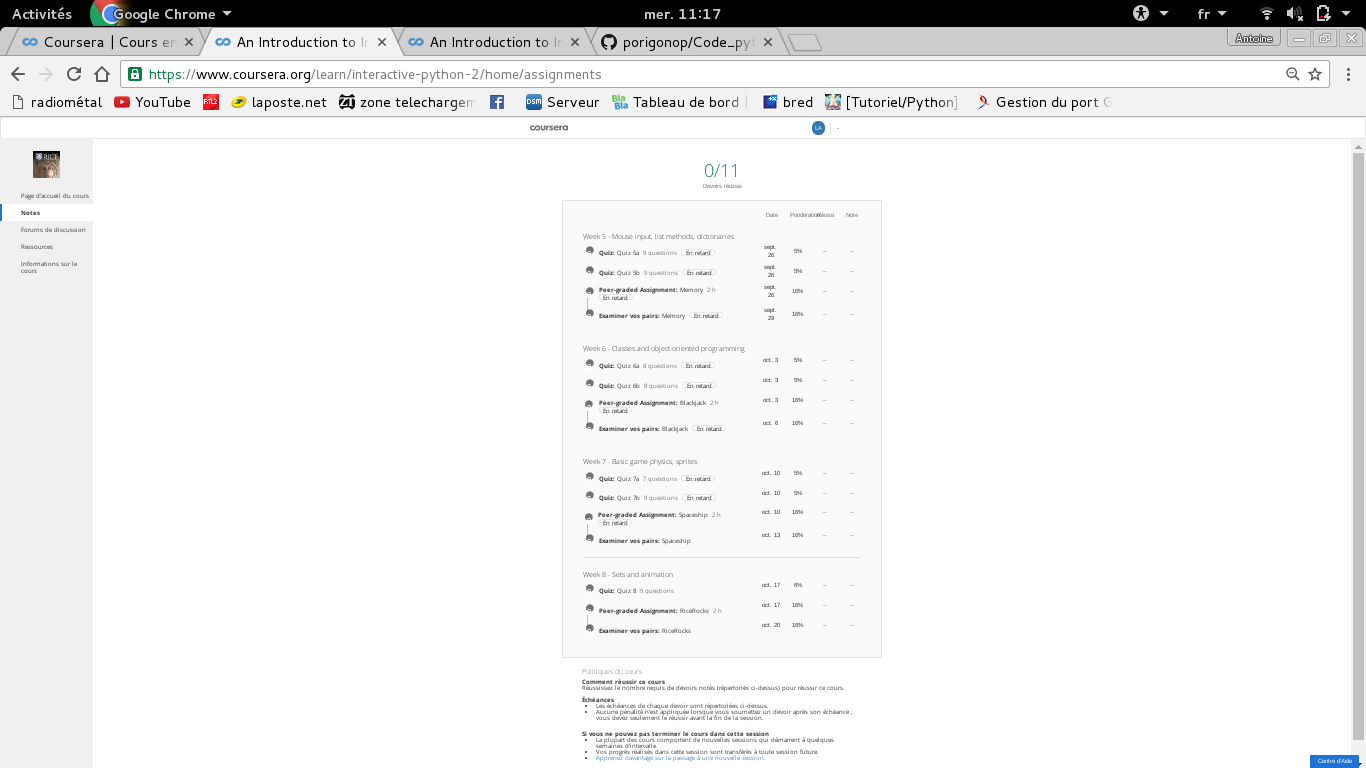 Activités Google Chrome mer. 11:17 fr
Coursera | Cours en An Introduction to In An Introduction to In porigonop/Code_pyt Antoine
https://www.coursera.org/learn/interactive-python-2/home/assignments
radiométal YouTube RTL2 laposte.net zone telechargem Serveur Tableau de bord bred [Tutoriel/Python] Gestion du port G
coursera LA
RICE
Page d'accueil du cours
Notes
Forums de discussion
Ressources
Informations sur le
cours
0/11
Devoirs réussis
Date Pondération Réussi Note
Week 5 - Mouse input, list methods, dictionaries
Quiz: Quiz 5a 9 questions En retard sept. 26 5% -- --
Quiz: Quiz 5b 9 questions En retard sept. 26 5% -- --
Peer-graded Assignment: Memory 2 h En retard sept. 26 16% -- --
Examiner vos pairs: Memory En retard sept. 29 16% -- --
Week 6 - Classes and object-oriented programming
Quiz: Quiz 6a 8 questions En retard oct. 3 5% -- --
Quiz: Quiz 6b 8 questions En retard oct. 3 5% -- --
Peer-graded Assignment: Blackjack 2 h En retard oct. 3 16% -- --
Examiner vos pairs: Blackjack En retard oct. 6 16% -- --
Week 7 - Basic game physics, sprites
Quiz: Quiz 7a 7 questions En retard oct. 10 5% -- --
Quiz: Quiz 7b 9 questions En retard oct. 10 5% -- --
Peer-graded Assignment: Spaceship 2 h En retard oct. 10 16% -- --
Examiner vos pairs: Spaceship oct. 13 16% -- --
Week 8 - Sets and animation
Quiz: Quiz 8 9 questions oct. 17 6% -- --
Peer-graded Assignment: RiceRocks 2 h oct. 17 16% -- --
Examiner vos pairs: RiceRocks oct. 20 16% -- --
Politiques du cours
Comment réussir ce cours
Réussissez le nombre requis de devoirs notés (répertoriés ci-dessus) pour réussir ce cours.
Échéances
Les échéances de chaque devoir sont répertoriées ci-dessus.
Aucune pénalité n'est appliquée lorsque vous soumettez un devoir après son échéance ;
vous devez seulement le réussir avant la fin de la session.
Si vous ne pouvez pas terminer le cours dans cette session
La plupart des cours comportent de nouvelles sessions qui démarrent à quelques
semaines d'intervalle.
Vos progrès réalisés dans cette session sont transférés à toute session future.
Apprenez davantage sur le passage à une nouvelle session.
Centre d'Aide